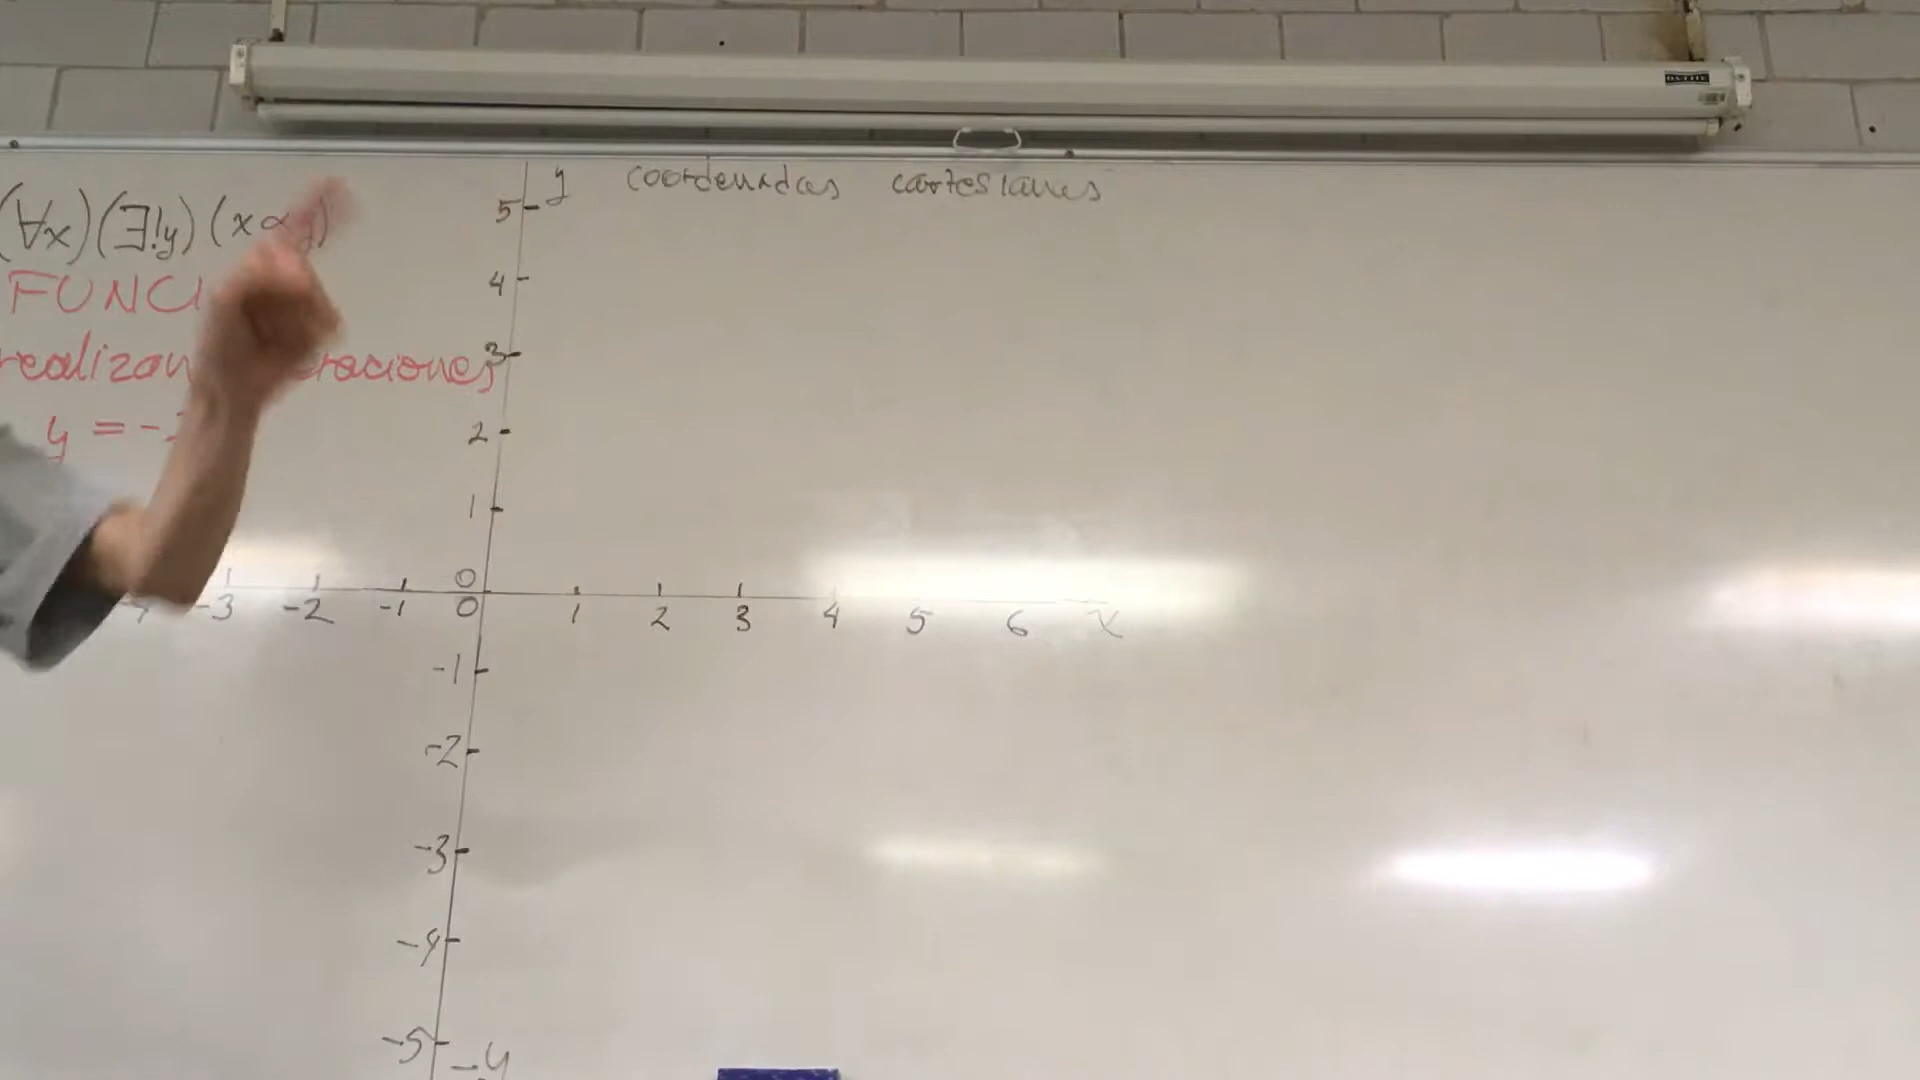 y coordenadas cartesianas
(∀x)(∃!y)(x∝y)
5
FUNCI
4
realizan raciones
3
y = -
2
1
0
-3 -2 -1 0 1 2 3 4 5 6 x
-1
-2
-3
-4
-5 -y